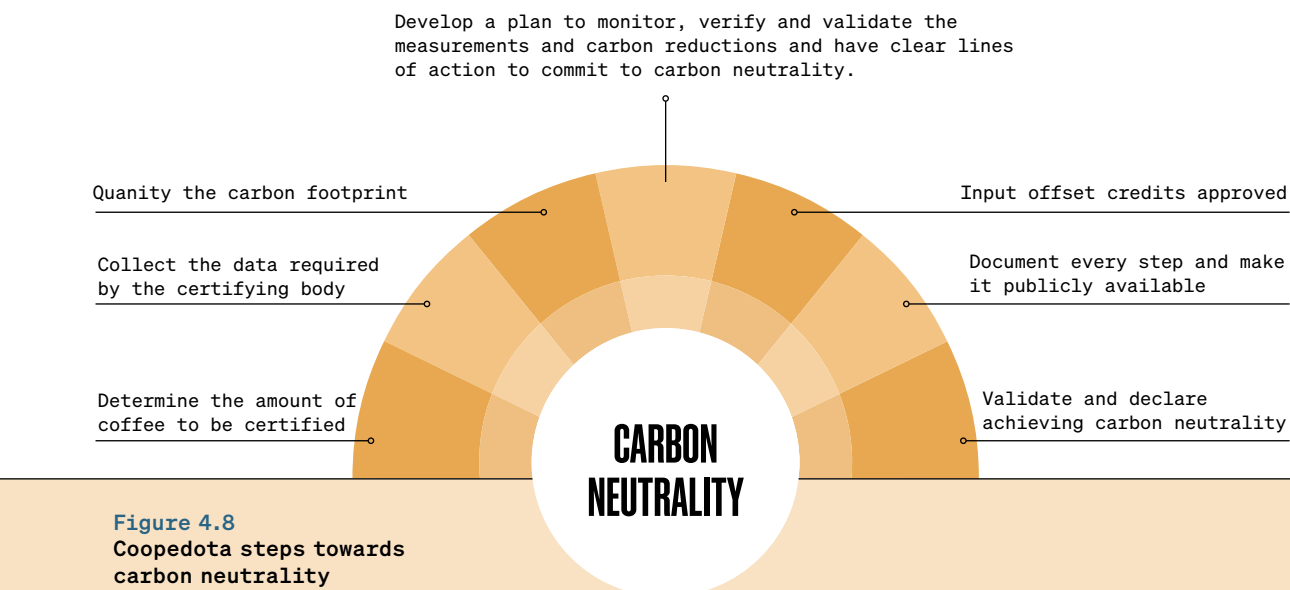 Develop a plan to monitor, verify and validate the
measurements and carbon reductions and have clear lines
of action to commit to carbon neutrality.
Quanity the carbon footprint
Input offset credits approved
Collect the data required
by the certifying body
Document every step and make
it publicly available
Determine the amount of
coffee to be certified
Validate and declare
achieving carbon neutrality
CARBON
NEUTRALITY
Figure 4.8
Coopedota steps towards
carbon neutrality